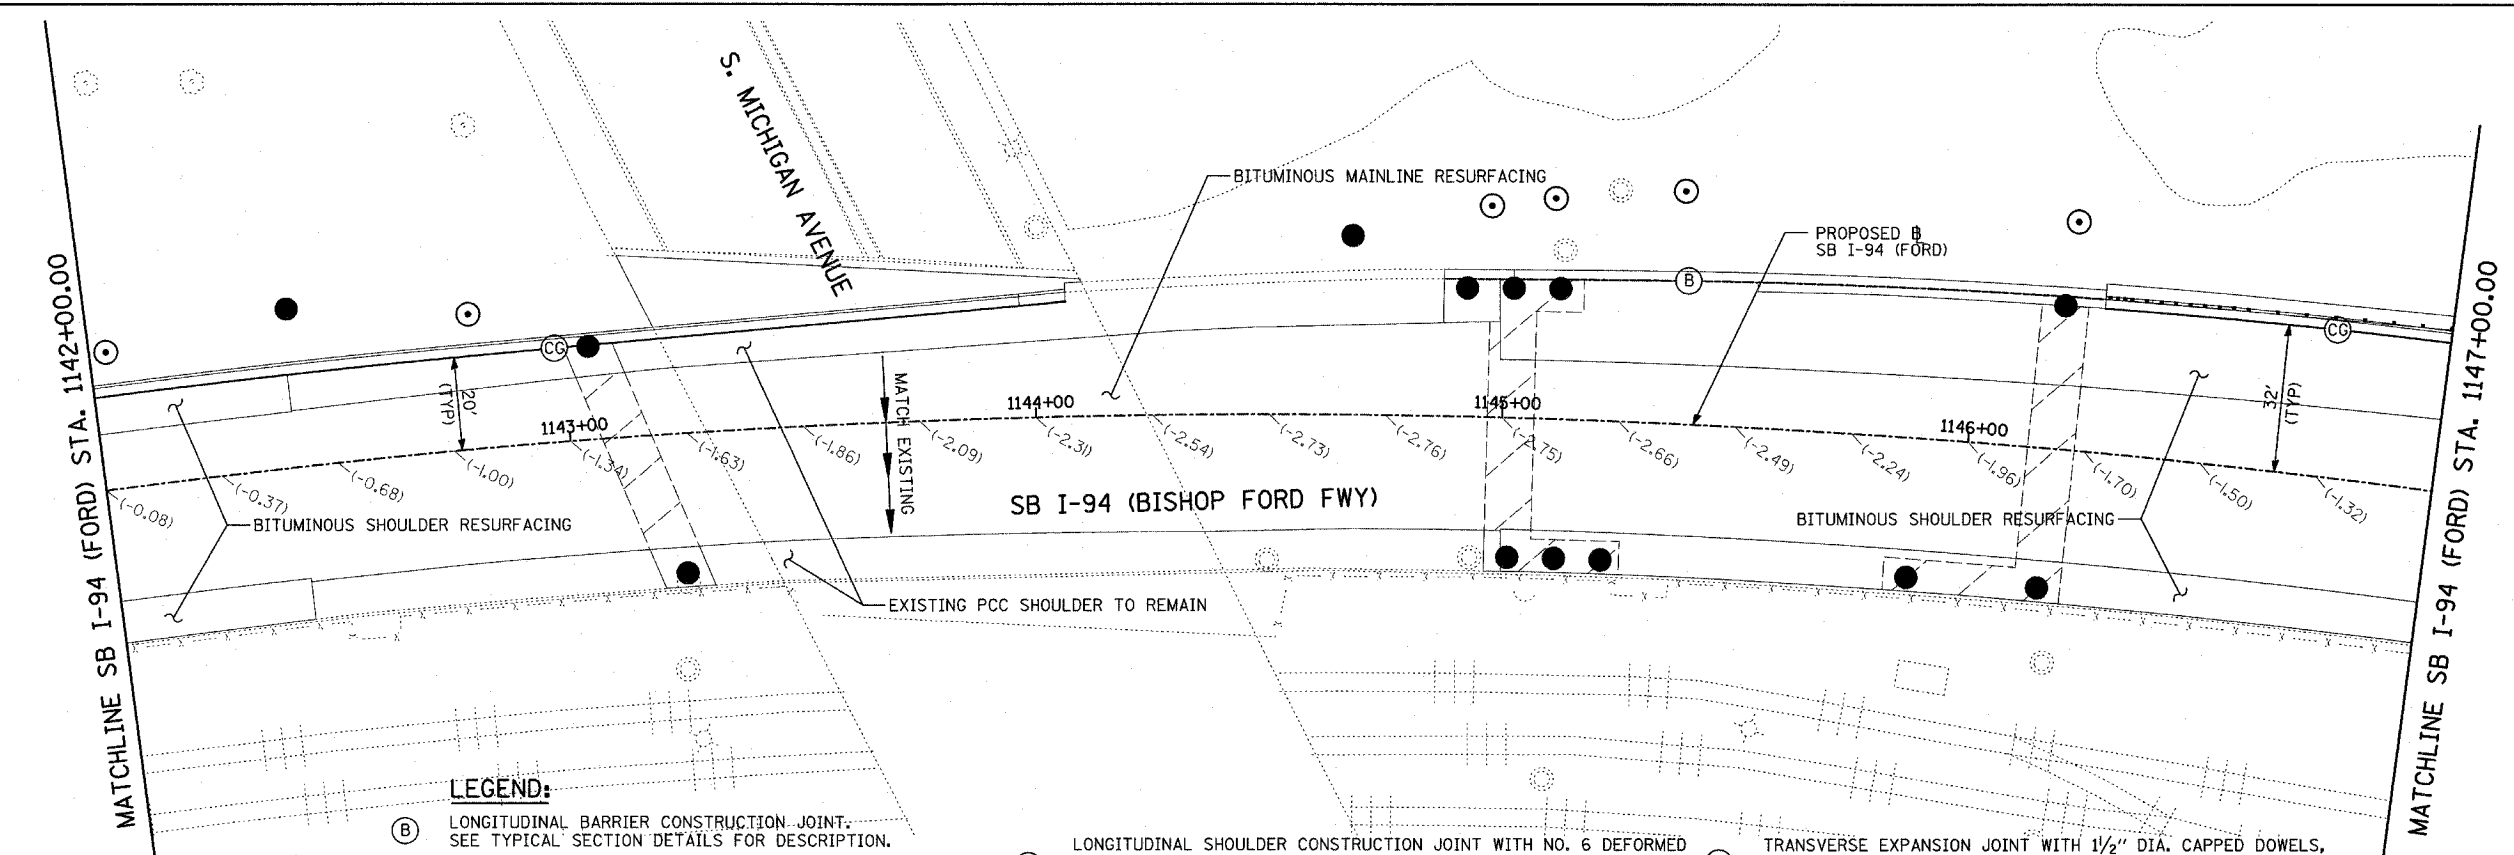 S. MICHIGAN AVENUE
BITUMINOUS MAINLINE RESURFACING
PROPOSED ℄
SB I-94 (FORD)
B
CG
CG
20'
(TYP)
32'
(TYP)
MATCH EXISTING
1143+00
1144+00
1145+00
1146+00
(-0.08)
(-0.37)
(-0.68)
(-1.00)
(-1.34)
(-1.63)
(-1.86)
(-2.09)
(-2.31)
(-2.54)
(-2.73)
(-2.76)
(-2.75)
(-2.66)
(-2.49)
(-2.24)
(-1.96)
(-1.70)
(-1.50)
(-1.32)
SB I-94 (BISHOP FORD FWY)
BITUMINOUS SHOULDER RESURFACING
BITUMINOUS SHOULDER RESURFACING
EXISTING PCC SHOULDER TO REMAIN
MATCHLINE SB I-94 (FORD) STA. 1142+00.00
MATCHLINE SB I-94 (FORD) STA. 1147+00.00
LEGEND:
B
LONGITUDINAL BARRIER CONSTRUCTION JOINT.
SEE TYPICAL SECTION DETAILS FOR DESCRIPTION.
LONGITUDINAL SHOULDER CONSTRUCTION JOINT WITH NO. 6 DEFORMED
TRANSVERSE EXPANSION JOINT WITH 1½" DIA. CAPPED DOWELS,